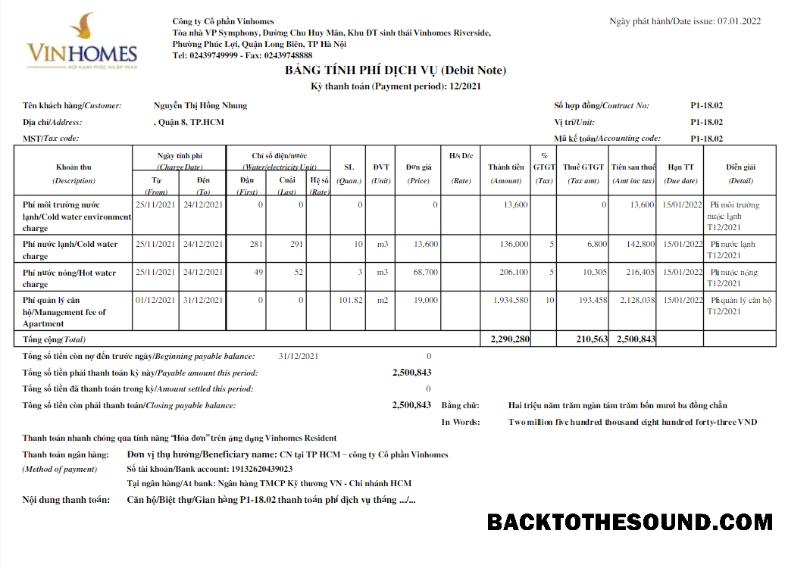 VINHOMES
Công ty Cổ phần Vinhomes
Tòa nhà VP Symphony, Đường Chu Huy Mân, Khu ĐT sinh thái Vinhomes Riverside,
Phường Phúc Lợi, Quận Long Biên, TP Hà Nội
Tel: 02439749999 - Fax: 02439748888
Ngày phát hành/Date issue: 07.01.2022
BẢNG TÍNH PHÍ DỊCH VỤ (Debit Note)
Kỳ thanh toán (Payment period): 12/2021
Tên khách hàng/Customer: Nguyễn Thị Hồng Nhung Số hợp đồng/Contract No: P1-18.02
Địa chỉ/Address: , Quận 8, TP.HCM Vị trí/Unit: P1-18.02
MST/Tax code: Mã kế toán/Accounting code: P1-18.02
Khoản thu (Description) Ngày tính phí (Charge Date) Từ (From) Đến (To) Chỉ số điện/nước (Water/electricity Unit) Đầu (First) Cuối (Last) Hệ số (Rate) SL (Quan.) ĐVT (Unit) Đơn giá (Price) H/s D/c (Rate) Thành tiền (Amount) % GTGT (Tax) Thuế GTGT (Tax amt) Tiền sau thuế (Amt inc tax) Hạn TT (Due date) Diễn giải (Detail)
Phí môi trường nước lạnh/Cold water environment charge 25/11/2021 24/12/2021 0 0 0 0 13,600 0 13,600 15/01/2022 Phí môi trường nước lạnh T12/2021
Phí nước lạnh/Cold water charge 25/11/2021 24/12/2021 281 291 10 m3 13,600 136,000 5 6,800 142,800 15/01/2022 Phí nước lạnh T12/2021
Phí nước nóng/Hot water charge 25/11/2021 24/12/2021 49 52 3 m3 68,700 206,100 5 10,305 216,405 15/01/2022 Phí nước nóng T12/2021
Phí quản lý căn hộ/Management fee of Apartment 01/12/2021 31/12/2021 0 0 101.82 m2 19,000 1,934,580 10 193,458 2,128,038 15/01/2022 Phí quản lý căn hộ T12/2021
Tổng cộng(Total) 2,290,280 210,563 2,500,843
Tổng số tiền còn nợ đến trước ngày/Beginning payable balance: 31/12/2021 0
Tổng số tiền phải thanh toán kỳ này/Payable amount this period: 2,500,843
Tổng số tiền đã thanh toán trong kỳ/Amount settled this period: 0
Tổng số tiền còn phải thanh toán/Closing payable balance: 2,500,843 Bằng chữ: Hai triệu năm trăm ngàn tám trăm bốn mươi ba đồng chẵn
In Words: Two million five hundred thousand eight hundred forty-three VND
Thanh toán nhanh chóng qua tính năng "Hóa đơn" trên ứng dụng Vinhomes Resident
Thanh toán ngân hàng: Đơn vị thụ hưởng/Beneficiary name: CN tại TP HCM – công ty Cổ phần Vinhomes
(Method of payment) Số tài khoản/Bank account: 19132620439023
Tại ngân hàng/At bank: Ngân hàng TMCP Kỹ thương VN - Chi nhánh HCM
Nội dung thanh toán: Căn hộ/Biệt thự/Gian hàng P1-18.02 thanh toán phí dịch vụ tháng .../...
BACKTOTHESOUND.COM